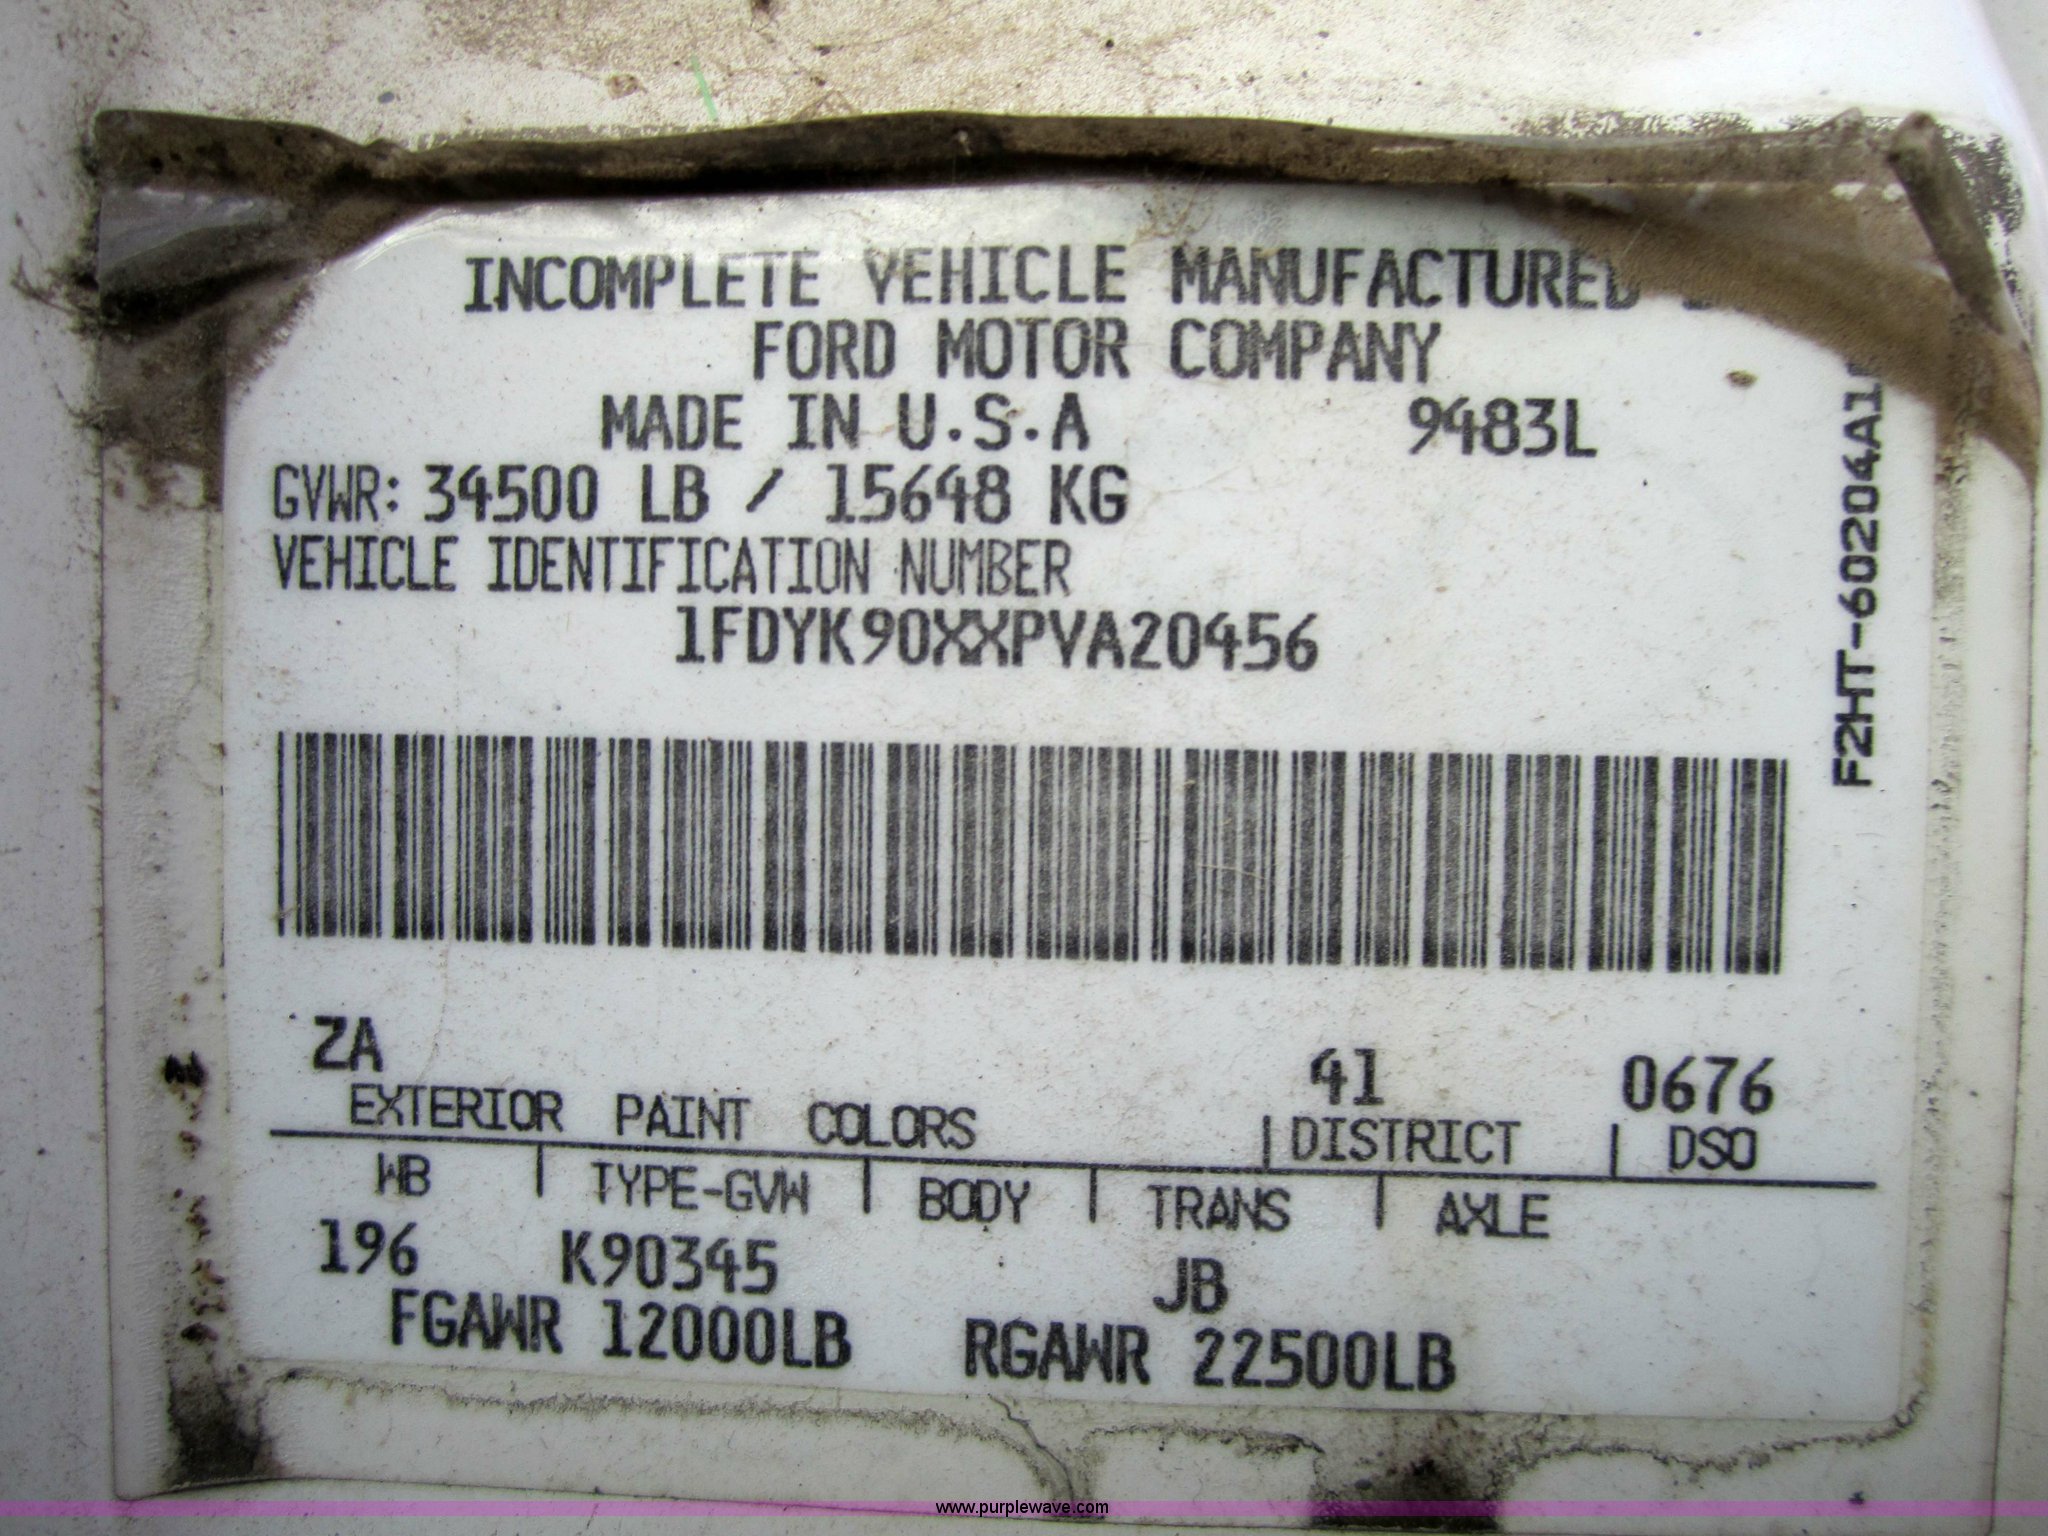 INCOMPLETE VEHICLE MANUFACTURED
FORD MOTOR COMPANY
MADE IN U.S.A 9483L
GVWR: 34500 LB / 15648 KG
VEHICLE IDENTIFICATION NUMBER
1FDYK90XXPVA20456
F2HT-60204A1
ZA 41 0676
EXTERIOR PAINT COLORS DISTRICT DSO
WB TYPE-GVW BODY TRANS AXLE
196 K90345 JB
FGAWR 12000LB RGAWR 22500LB
www.purplewave.com